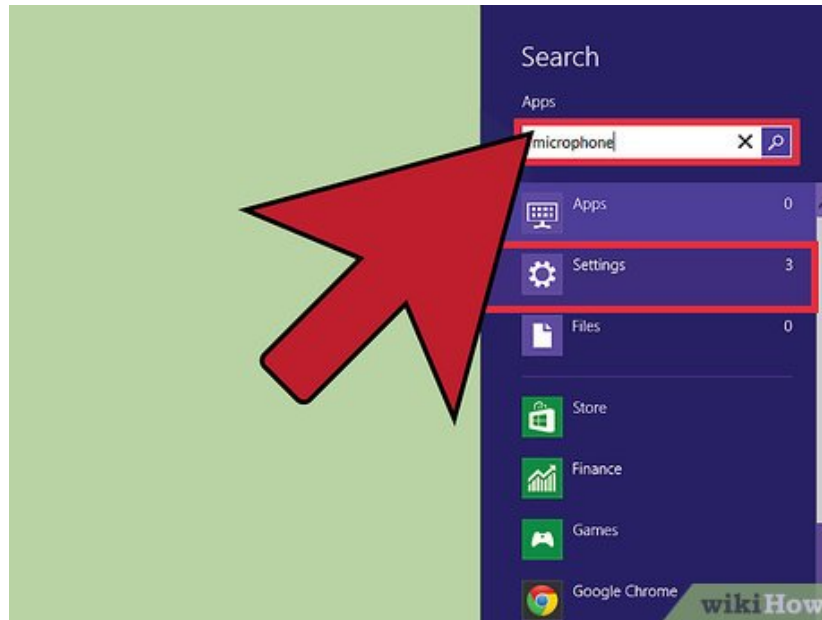 Search
Apps
microphone
Apps 0
Settings 3
Files 0
Store
Finance
Games
Google Chrome
wikiHow